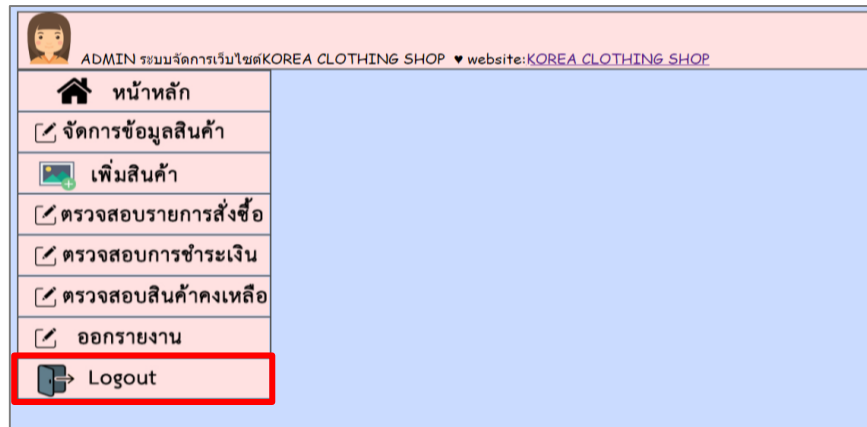 ADMIN ระบบจัดการเว็บไซต์KOREA CLOTHING SHOP ♥ website:KOREA CLOTHING SHOP
หน้าหลัก
จัดการข้อมูลสินค้า
เพิ่มสินค้า
ตรวจสอบรายการสั่งซื้อ
ตรวจสอบการชำระเงิน
ตรวจสอบสินค้าคงเหลือ
ออกรายงาน
Logout